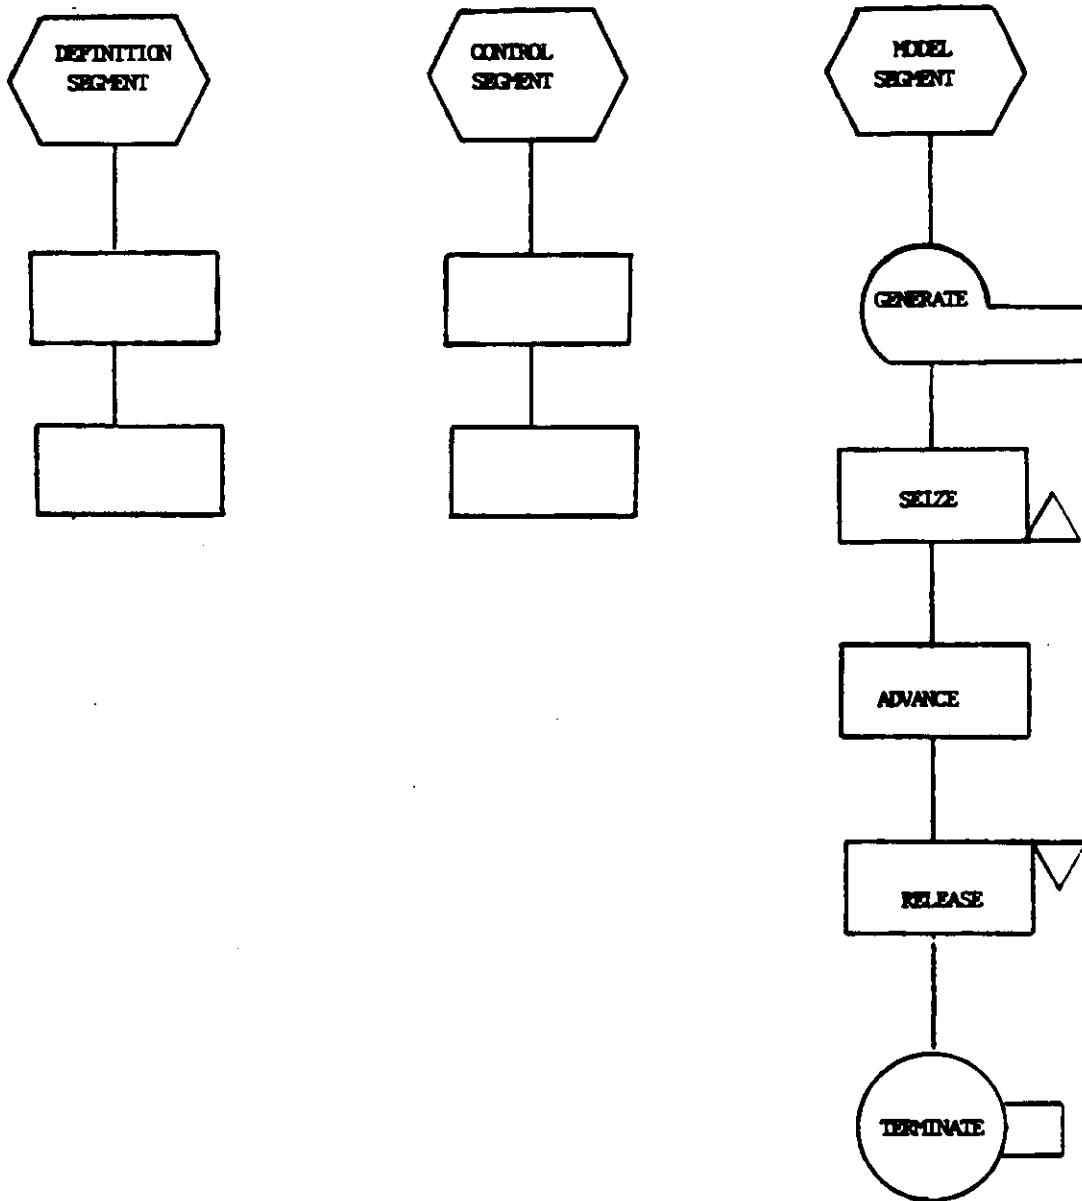 DEFINITION
SEGMENT
CONTROL
SEGMENT
MODEL
SEGMENT
GENERATE
SEIZE
ADVANCE
RELEASE
TERMINATE